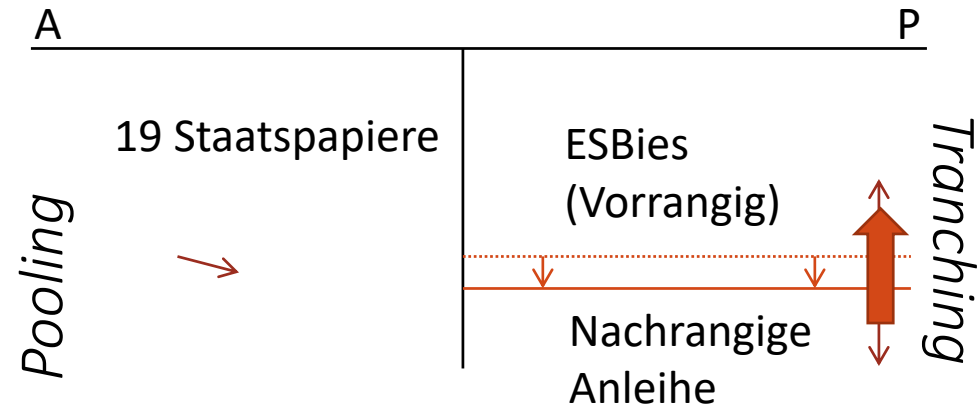 A
P
19 Staatspapiere
ESBies
(Vorrangig)
Nachrangige
Anleihe
Pooling
Tranching